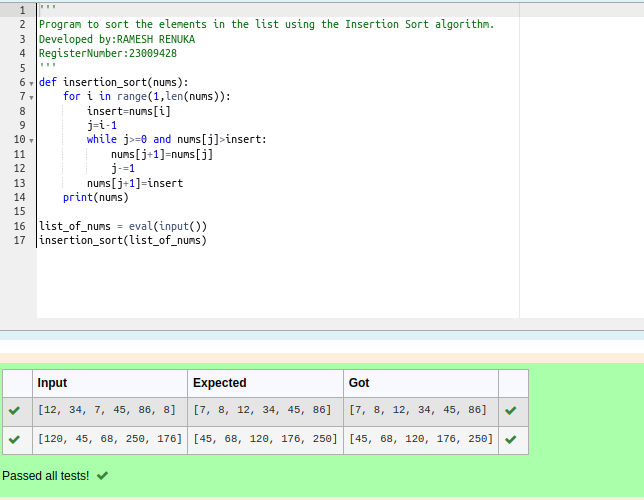 1 '''
2 Program to sort the elements in the list using the Insertion Sort algorithm.
3 Developed by:RAMESH RENUKA
4 RegisterNumber:23009428
5 '''
6 def insertion_sort(nums):
7     for i in range(1,len(nums)):
8         insert=nums[i]
9         j=i-1
10         while j>=0 and nums[j]>insert:
11             nums[j+1]=nums[j]
12             j-=1
13         nums[j+1]=insert
14     print(nums)
15
16 list_of_nums = eval(input())
17 insertion_sort(list_of_nums)
Input Expected Got
[12, 34, 7, 45, 86, 8] [7, 8, 12, 34, 45, 86] [7, 8, 12, 34, 45, 86]
[120, 45, 68, 250, 176] [45, 68, 120, 176, 250] [45, 68, 120, 176, 250]
Passed all tests!